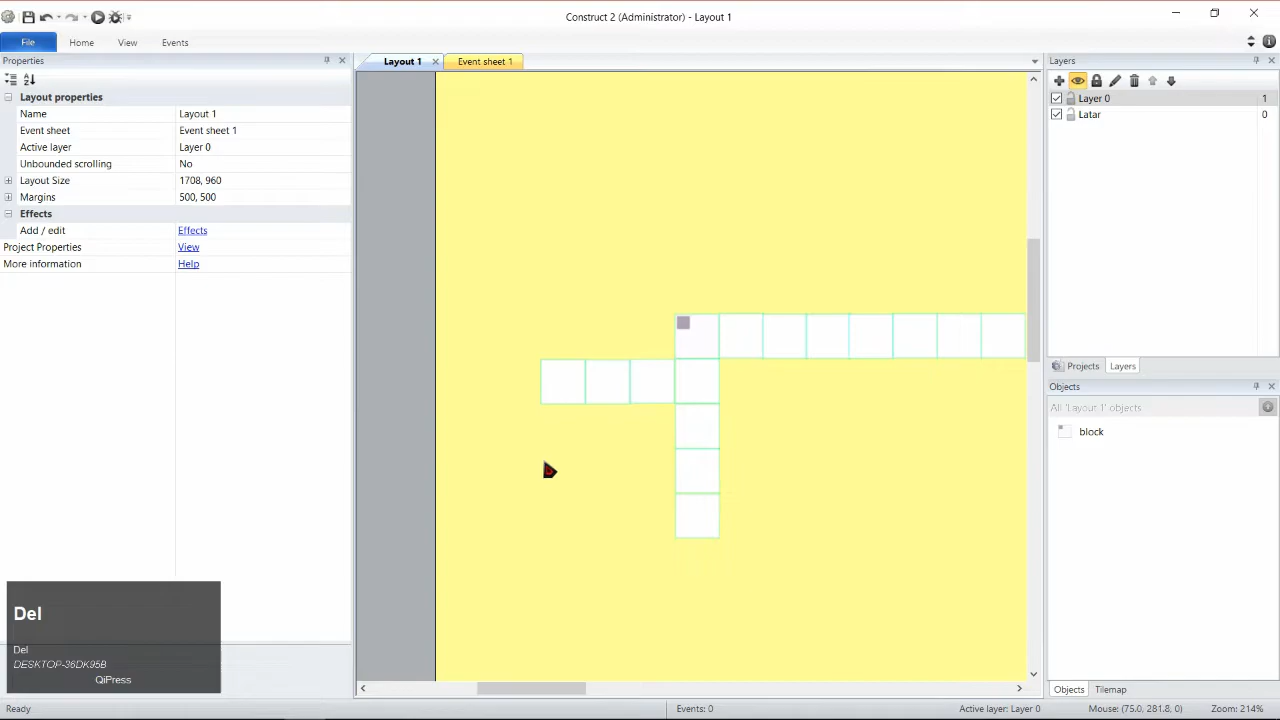 Construct 2 (Administrator) - Layout 1
File Home View Events
Properties
Layout properties
Name Layout 1
Event sheet Event sheet 1
Active layer Layer 0
Unbounded scrolling No
Layout Size 1708, 960
Margins 500, 500
Effects
Add / edit Effects
Project Properties View
More information Help
Del
Del
DESKTOP-36DK95B
QiPress
Layout 1 Event sheet 1
Layers
Layer 0 1
Latar 0
Projects Layers
Objects
All 'Layout 1' objects
block
Objects Tilemap
Ready Events: 0 Active layer: Layer 0 Mouse: (75.0, 281.8, 0) Zoom: 214%